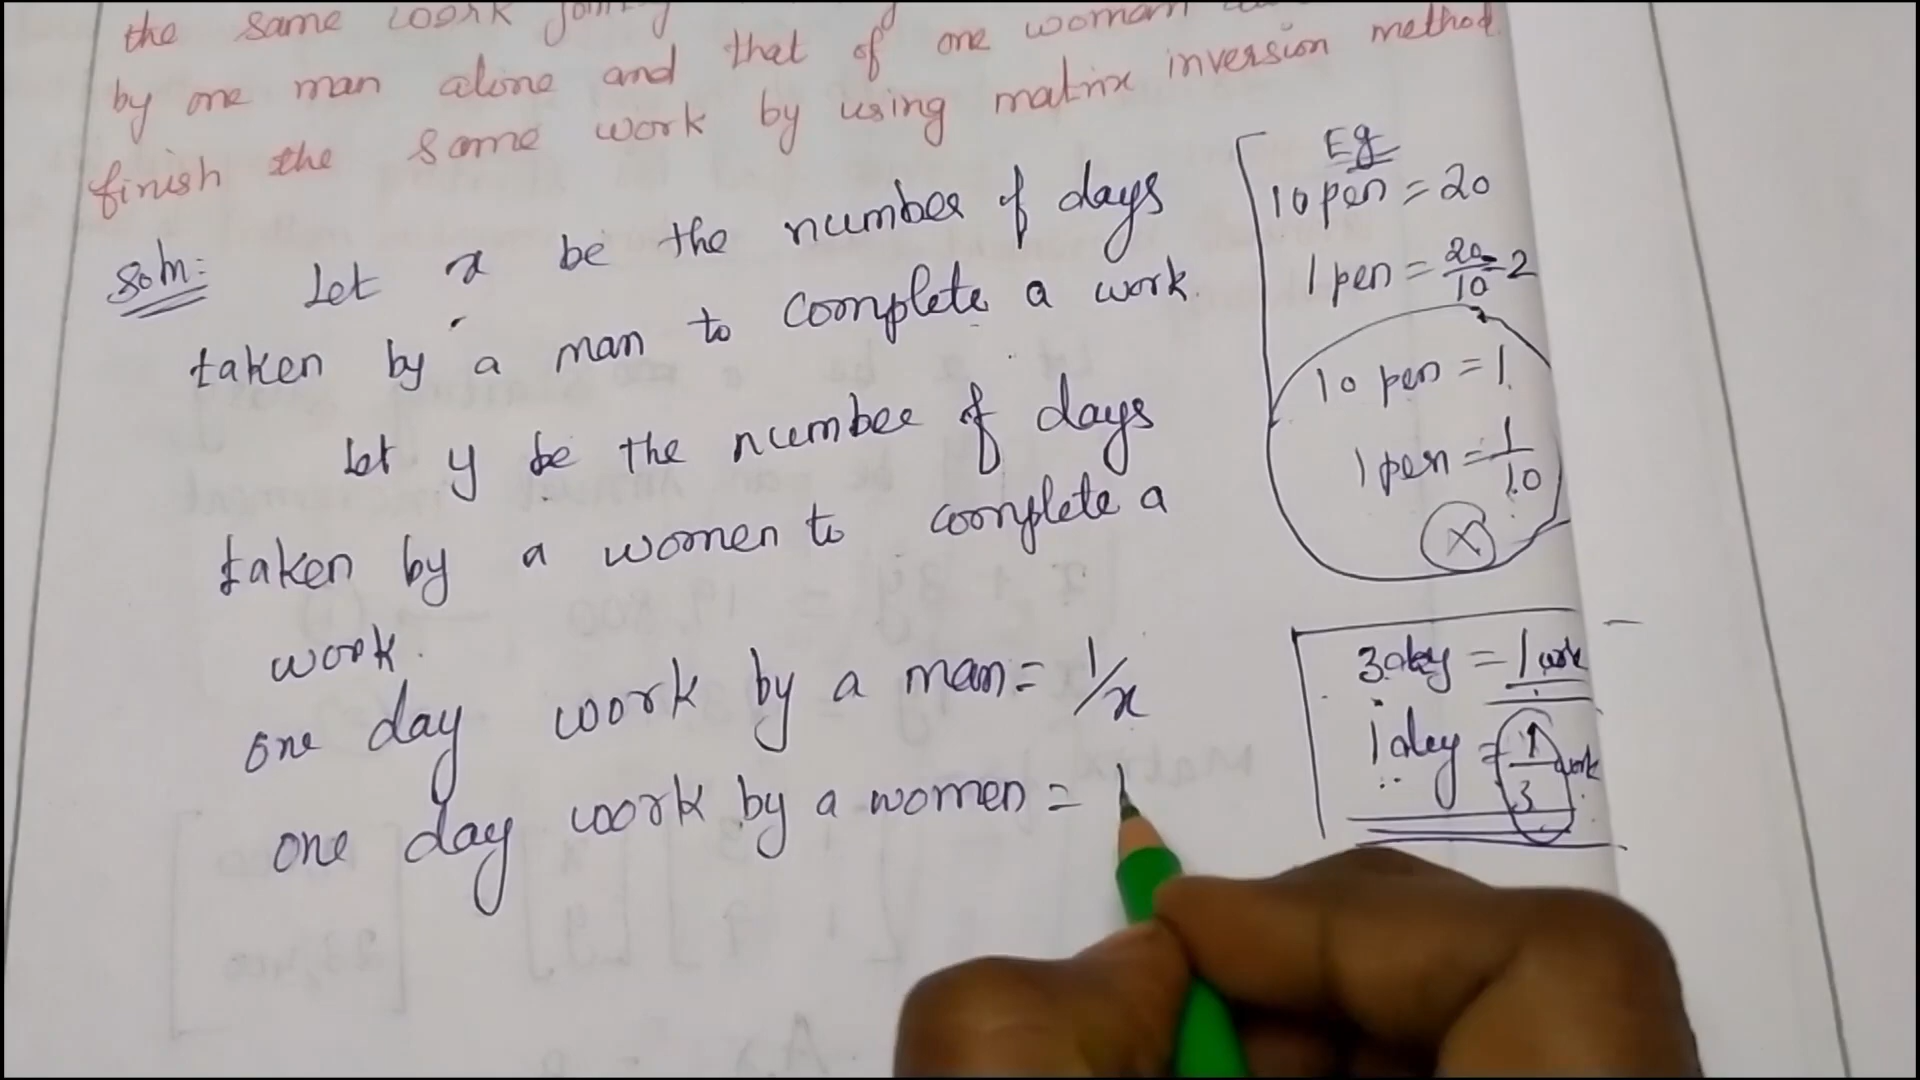 the same work
by one man alone and that of one woman
finish the same work by using matrix inversion method
Soln:
Let x be the number of days
taken by a man to complete a work.
Let y be the number of days
taken by a women to complete a
work.
one day work by a man = 1/x
one day work by a women = 1
Eg
10 pen = 20
1 pen = 20/10 = 2
10 pen = 1
1 pen = 1/10
X
3 day = 1 work
1 day = 1/3 work